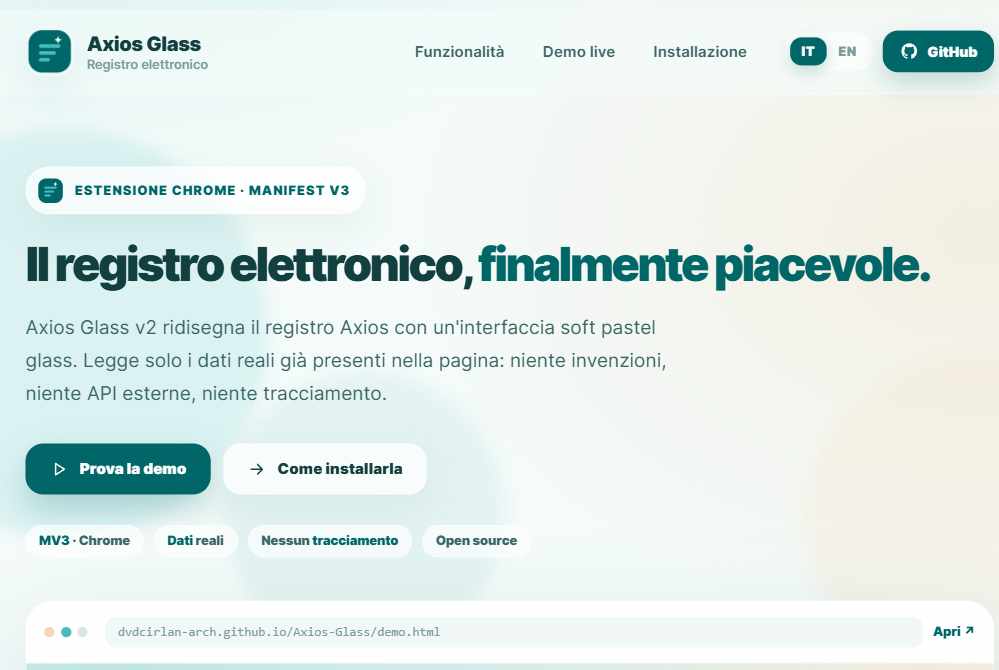 Axios Glass
Registro elettronico
Funzionalità
Demo live
Installazione
IT
EN
GitHub
ESTENSIONE CHROME · MANIFEST V3
Il registro elettronico, finalmente piacevole.
Axios Glass v2 ridisegna il registro Axios con un'interfaccia soft pastel
glass. Legge solo i dati reali già presenti nella pagina: niente invenzioni,
niente API esterne, niente tracciamento.
Prova la demo
Come installarla
MV3 · Chrome
Dati reali
Nessun tracciamento
Open source
dvdcirlan-arch.github.io/Axios-Glass/demo.html
Apri ↗